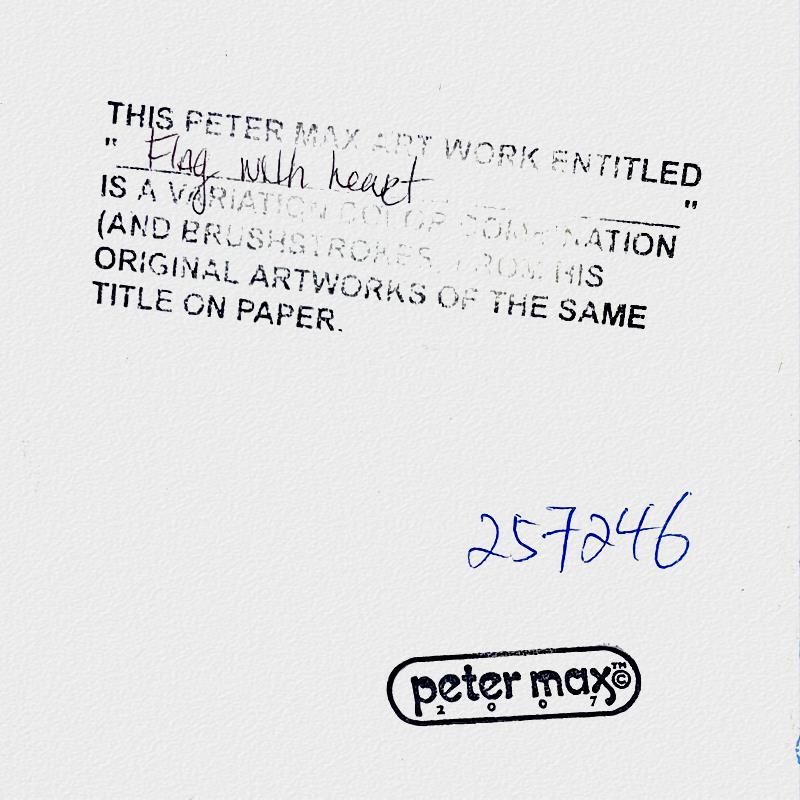 THIS PETER MAX ART WORK ENTITLED
" Flag with heart "
IS A VARIATION COLOR COMBINATION
(AND BRUSHSTROKES, FROM HIS
ORIGINAL ARTWORKS OF THE SAME
TITLE ON PAPER.
257246
peter max™©
2007